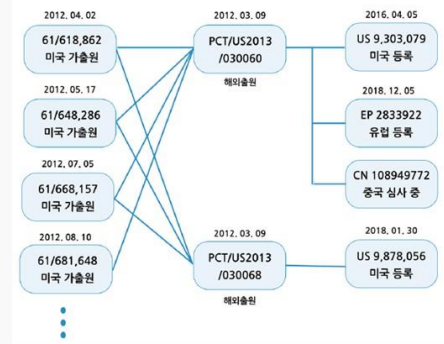 2012. 04. 02
61/618,862
미국 가출원
2012. 05. 17
61/648,286
미국 가출원
2012. 07. 05
61/668,157
미국 가출원
2012. 08. 10
61/681,648
미국 가출원
2012. 03. 09
PCT/US2013
/030060
해외출원
2012. 03. 09
PCT/US2013
/030068
해외출원
2016. 04. 05
US 9,303,079
미국 등록
2018. 12. 05
EP 2833922
유럽 등록
CN 108949772
중국 심사 중
2018. 01. 30
US 9,878,056
미국 등록